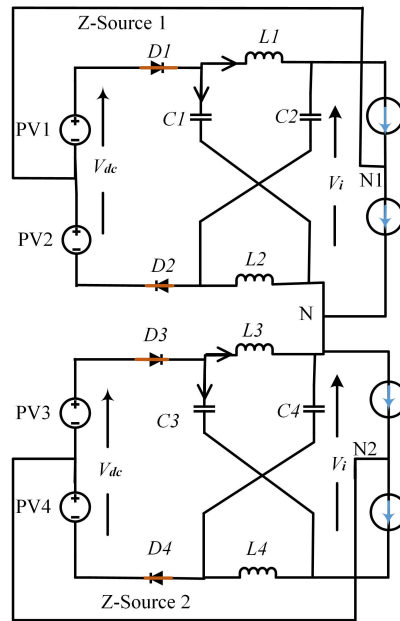 Z-Source 1
D1
L1
C1
C2
PV1
Vdc
Vi
N1
PV2
D2
L2
N
D3
L3
C3
C4
PV3
Vdc
Vi
N2
PV4
D4
L4
Z-Source 2